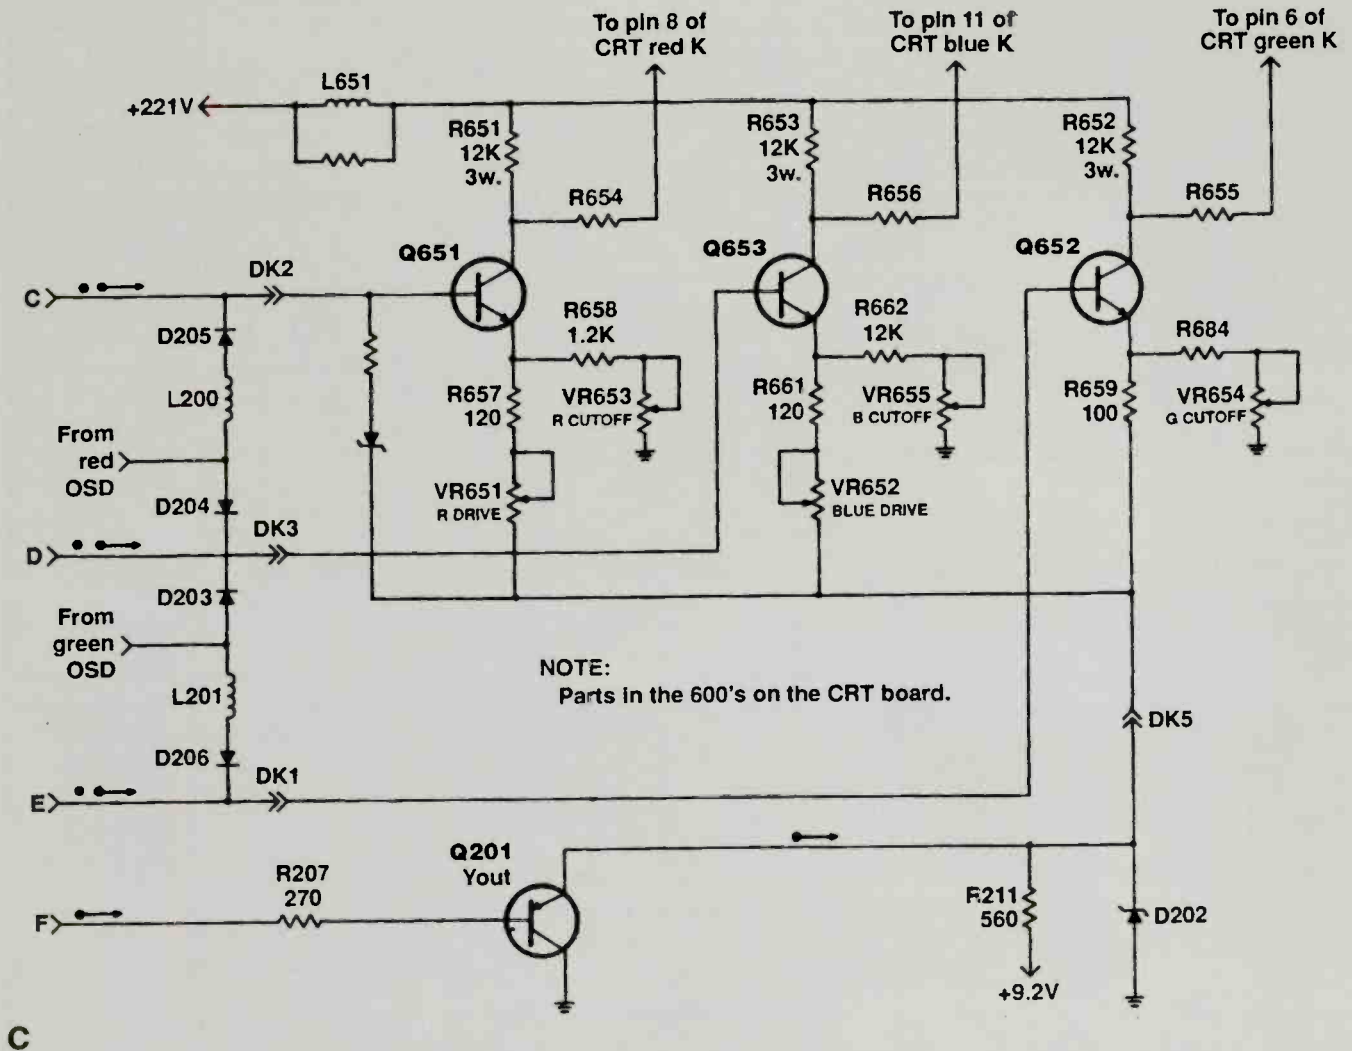 To pin 8 of
CRT red K
To pin 11 of
CRT blue K
To pin 6 of
CRT green K
L651
+221V
R651
12K
3w.
R653
12K
3w.
R652
12K
3w.
R654
R656
R655
Q651
Q653
Q652
C
DK2
D205
L200
From
red
OSD
D204
R658
1.2K
R657
120
VR653
R CUTOFF
VR651
R DRIVE
R662
12K
R661
120
VR655
B CUTOFF
VR652
BLUE DRIVE
R684
R659
100
VR654
G CUTOFF
D
DK3
D203
From
green
OSD
L201
D206
NOTE:
Parts in the 600's on the CRT board.
DK5
E
DK1
Q201
Yout
R207
270
F
R211
560
D202
+9.2V
C